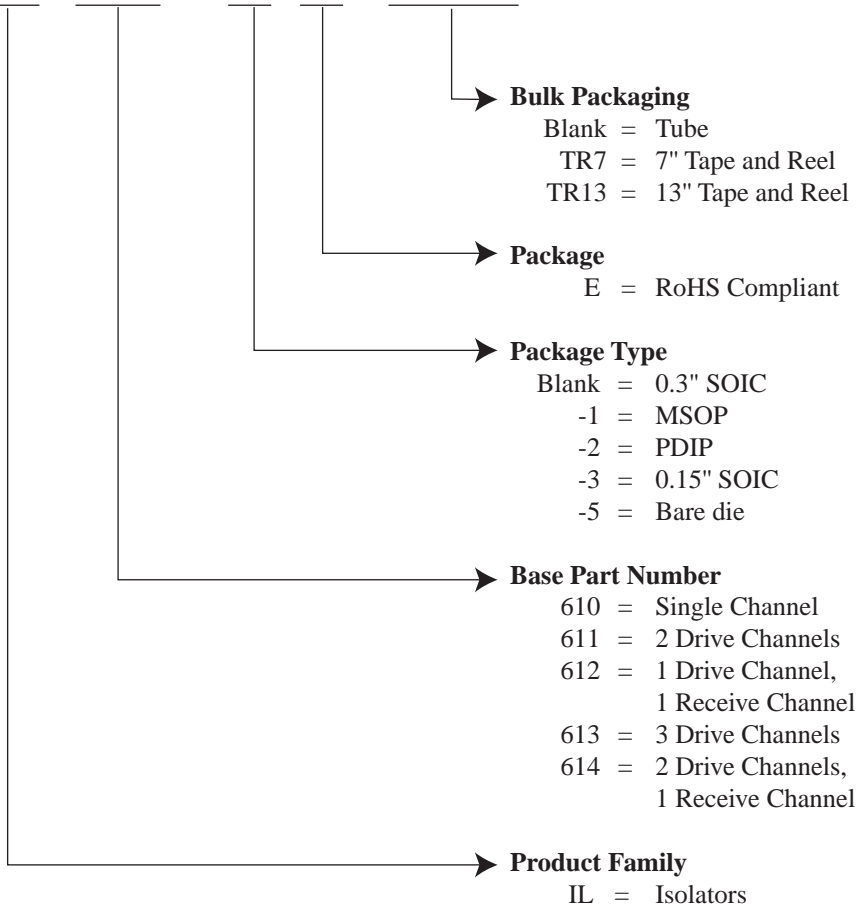 Bulk Packaging
Blank = Tube
TR7 = 7" Tape and Reel
TR13 = 13" Tape and Reel
Package
E = RoHS Compliant
Package Type
Blank = 0.3" SOIC
-1 = MSOP
-2 = PDIP
-3 = 0.15" SOIC
-5 = Bare die
Base Part Number
610 = Single Channel
611 = 2 Drive Channels
612 = 1 Drive Channel,
1 Receive Channel
613 = 3 Drive Channels
614 = 2 Drive Channels,
1 Receive Channel
Product Family
IL = Isolators